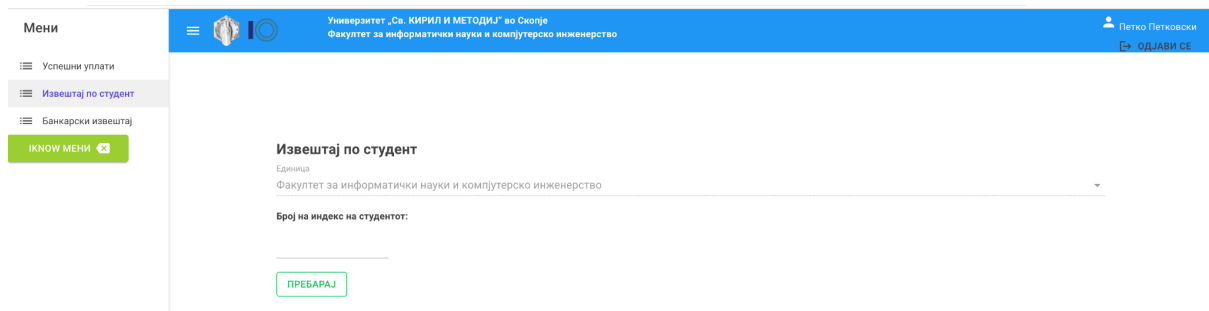 Мени
Успешни уплати
Извештај по студент
Банкарски извештај
IKNOW МЕНИ
Универзитет „Св. КИРИЛ И МЕТОДИЈ“ во Скопје
Факултет за информатички науки и компјутерско инженерство
Петко Петковски
ОДЈАВИ СЕ
Извештај по студент
Единица
Факултет за информатички науки и компјутерско инженерство
Број на индекс на студентот:
ПРЕБАРАЈ